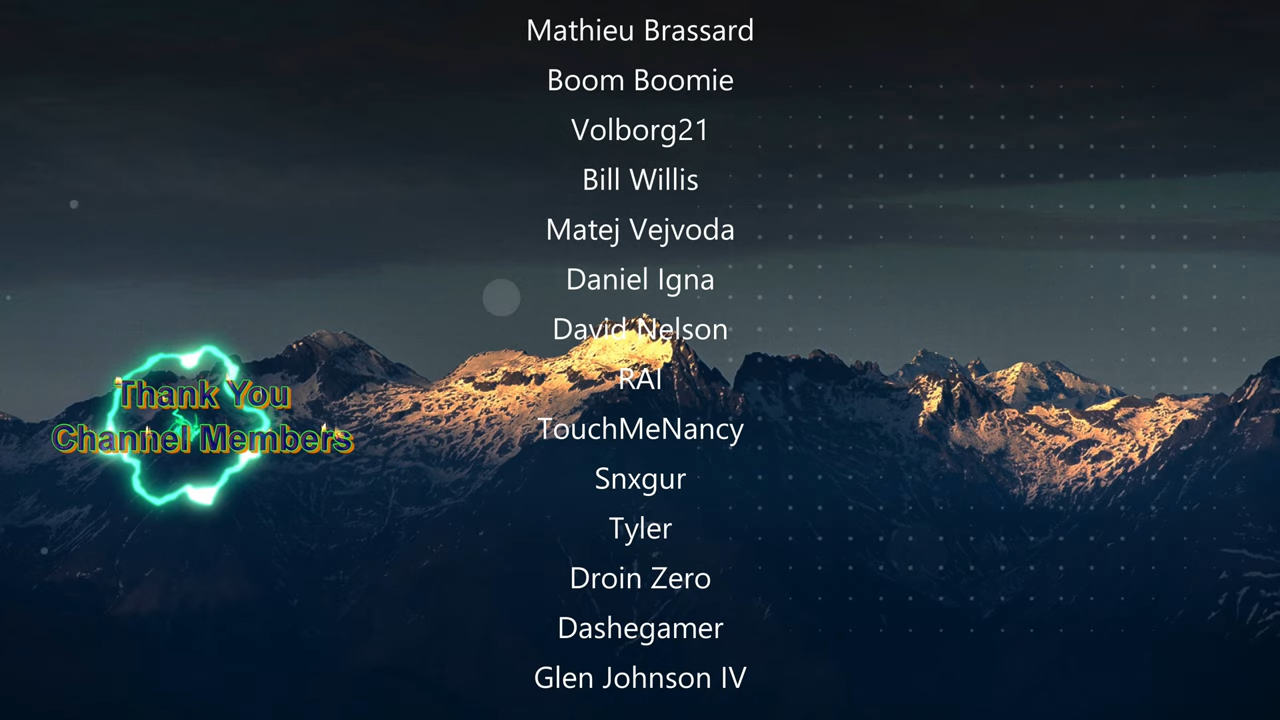 Mathieu Brassard
Boom Boomie
Volborg21
Bill Willis
Matej Vejvoda
Daniel Igna
David Nelson
RAI
TouchMeNancy
Snxgur
Tyler
Droin Zero
Dashegamer
Glen Johnson IV
Thank You
Channel Members